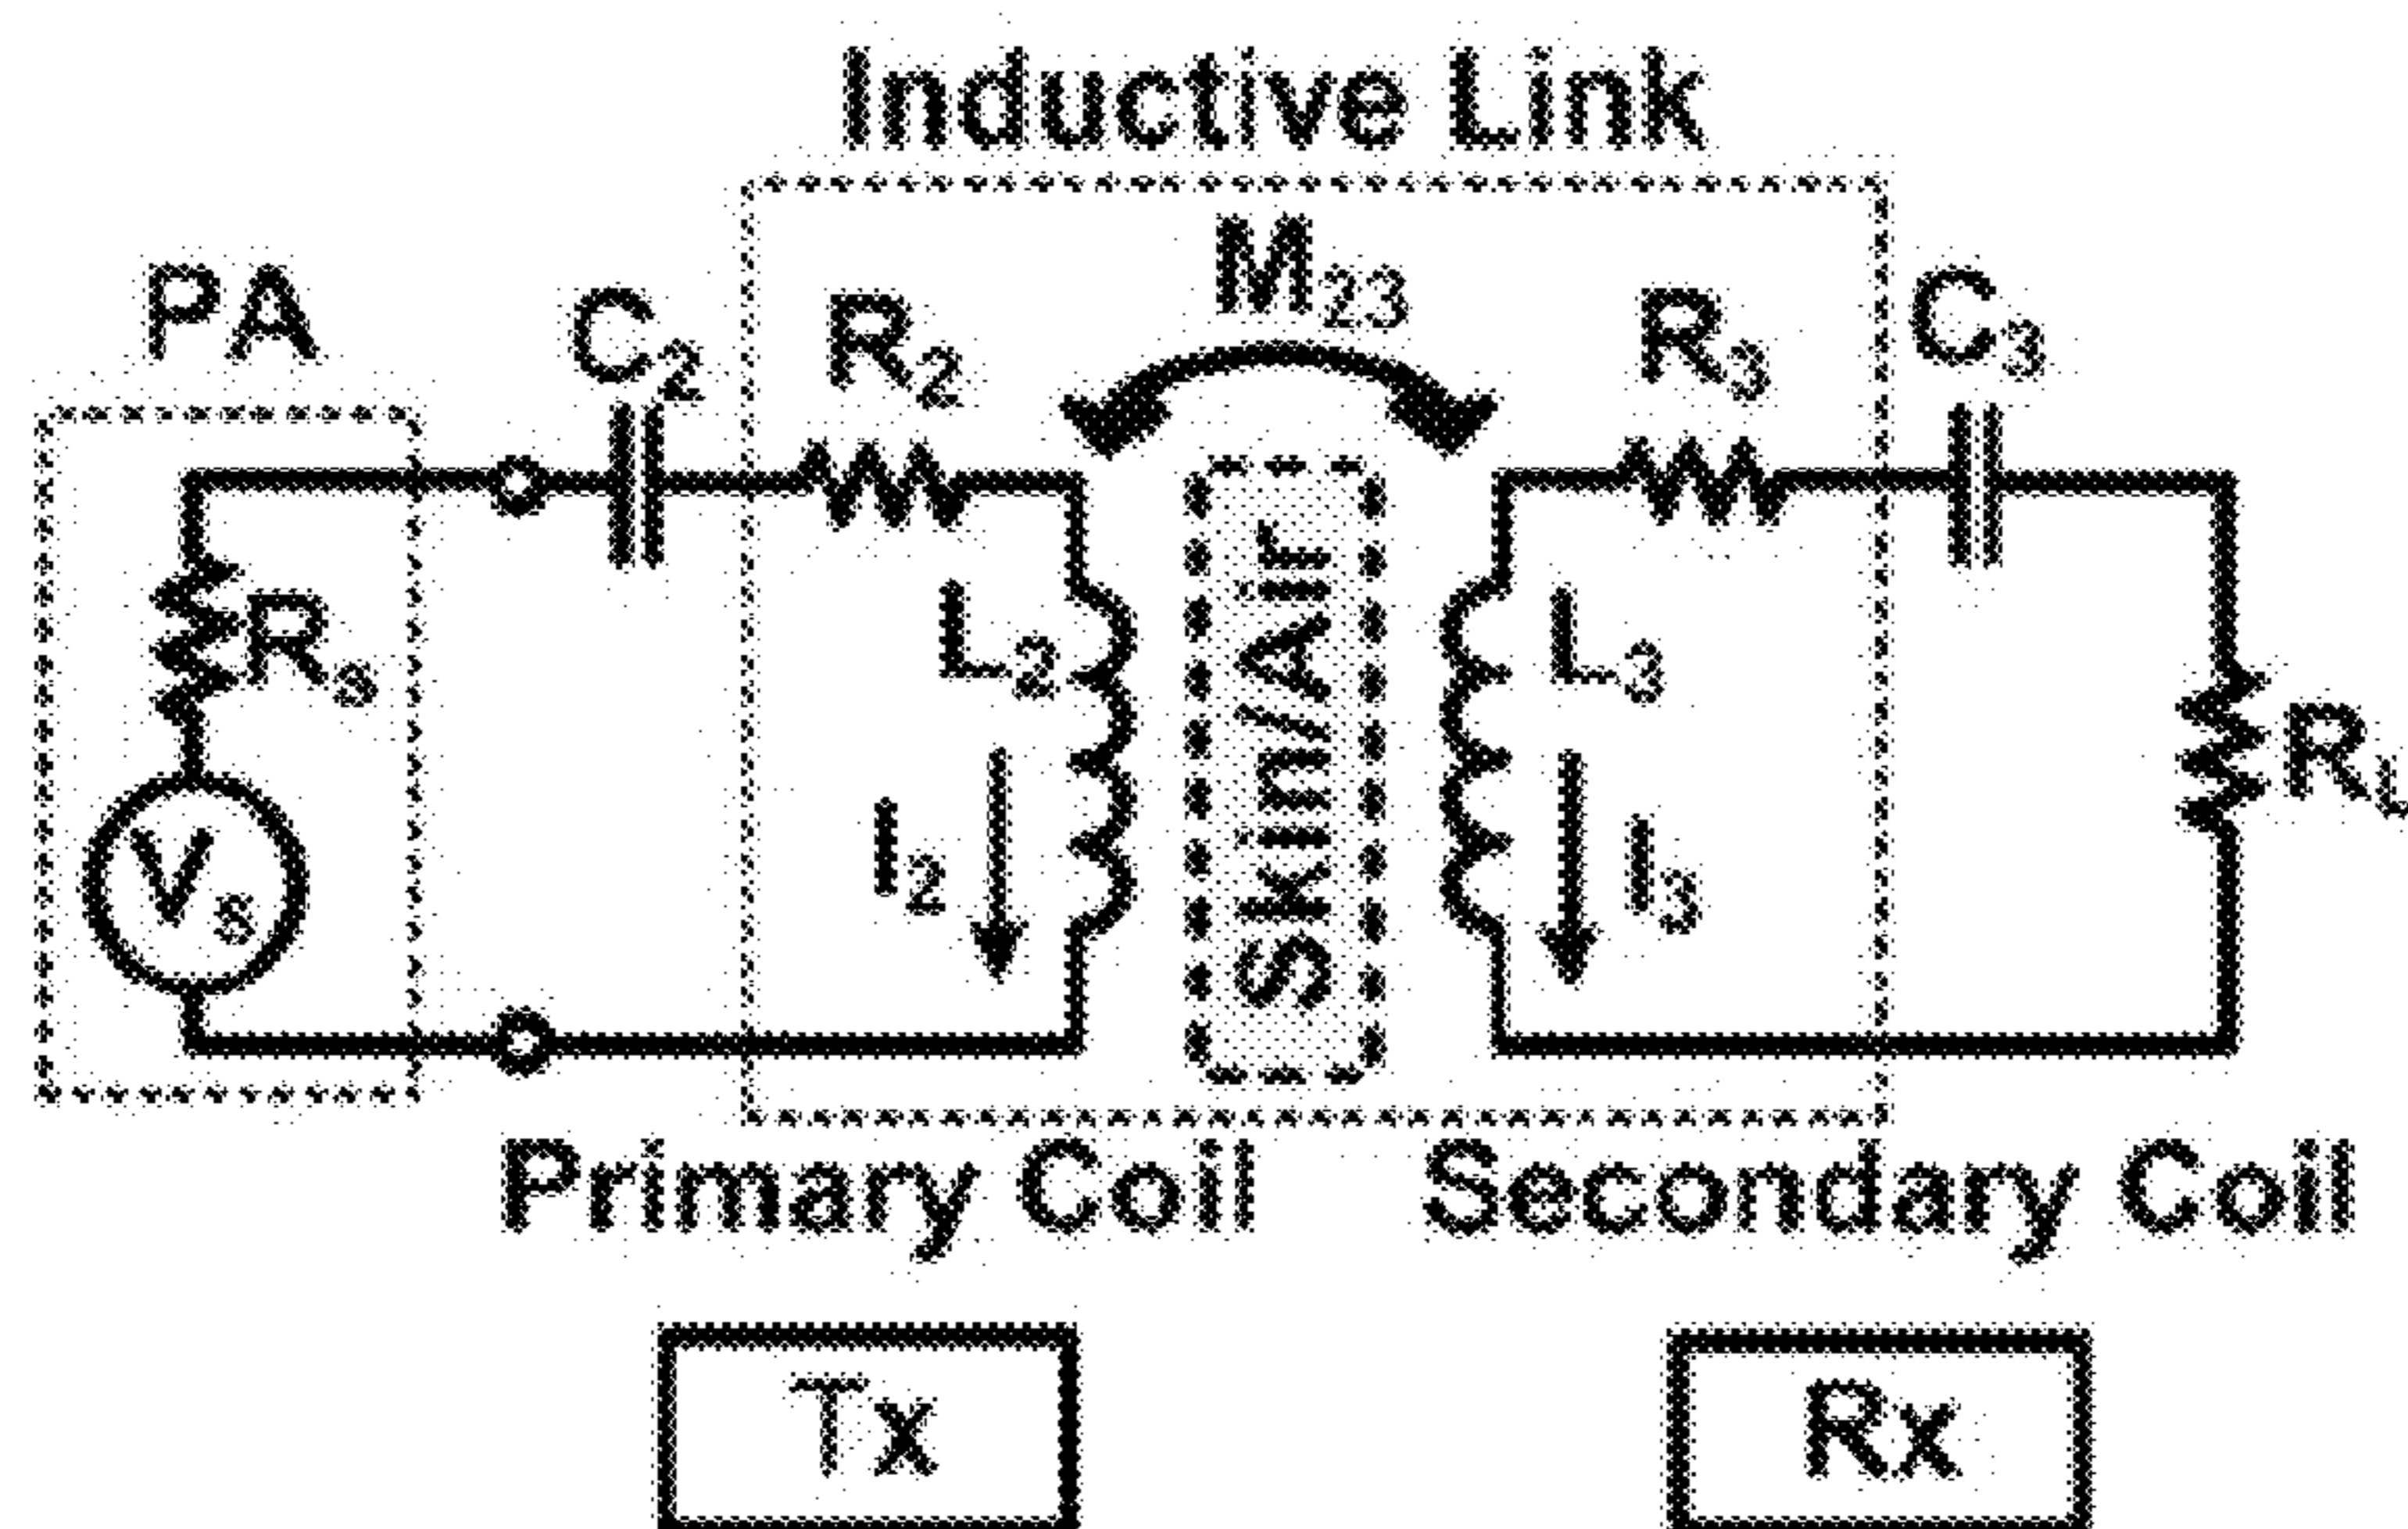 Inductive Link
M23
PA
C2
R2
R3
C3
Rs
L2
L3
Skin/Air
RL
Vs
I2
I3
Primary Coil
Secondary Coil
Tx
Rx